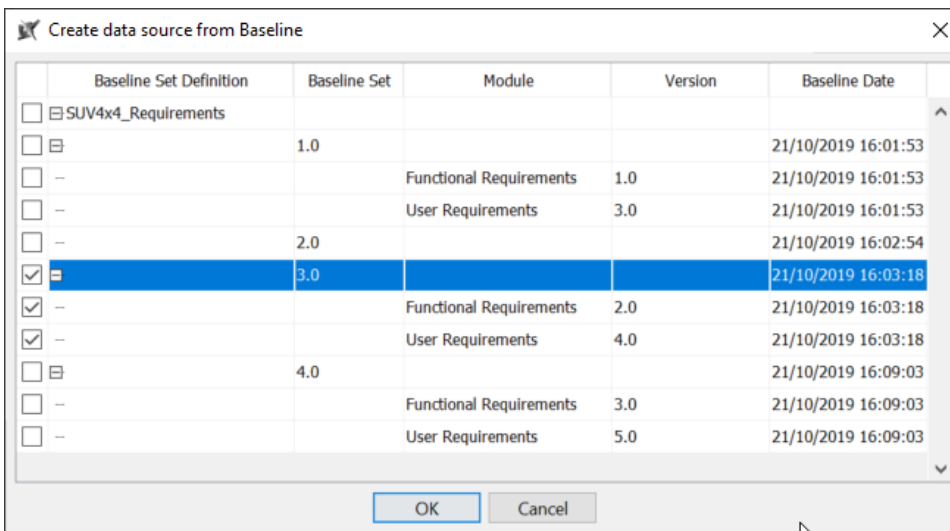 Create data source from Baseline
Baseline Set Definition Baseline Set Module Version Baseline Date
SUV4x4_Requirements
1.0 21/10/2019 16:01:53
Functional Requirements 1.0 21/10/2019 16:01:53
User Requirements 3.0 21/10/2019 16:01:53
2.0 21/10/2019 16:02:54
3.0 21/10/2019 16:03:18
Functional Requirements 2.0 21/10/2019 16:03:18
User Requirements 4.0 21/10/2019 16:03:18
4.0 21/10/2019 16:09:03
Functional Requirements 3.0 21/10/2019 16:09:03
User Requirements 5.0 21/10/2019 16:09:03
OK Cancel